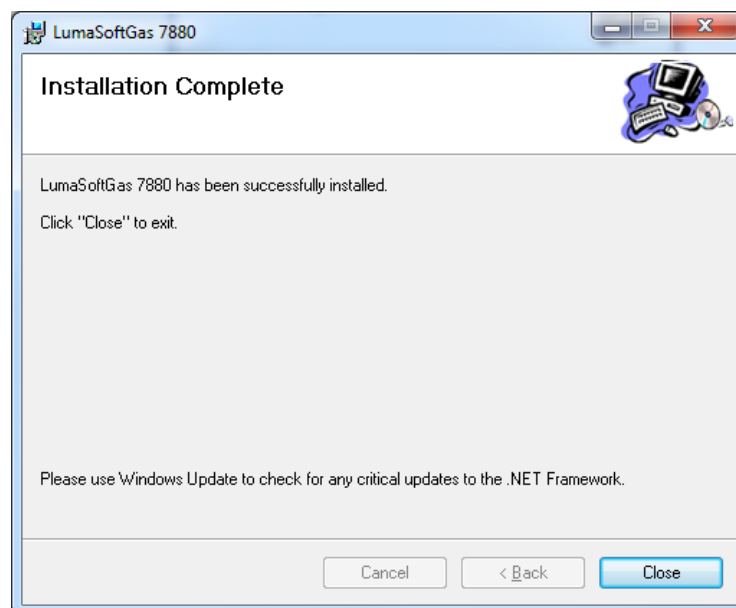 LumaSoftGas 7880
Installation Complete
LumaSoftGas 7880 has been successfully installed.
Click "Close" to exit.
Please use Windows Update to check for any critical updates to the .NET Framework.
Cancel
< Back
Close